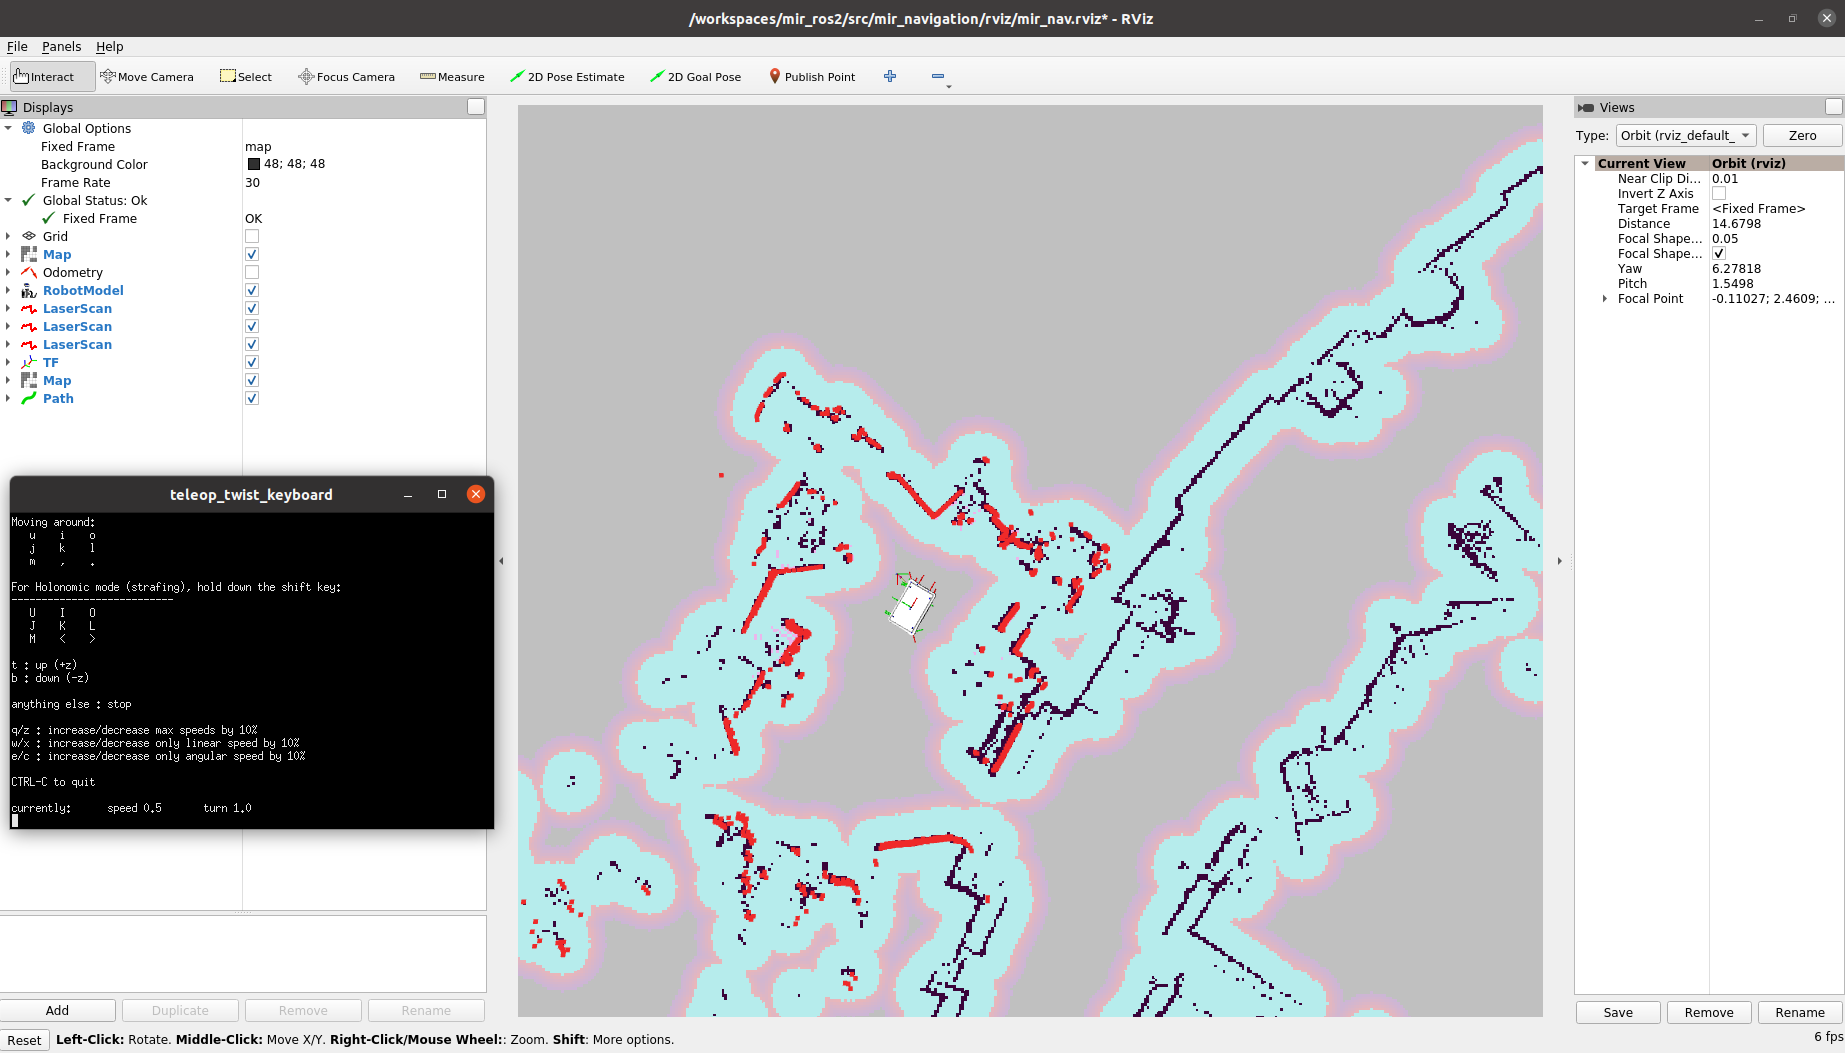 /workspaces/mir_ros2/src/mir_navigation/rviz/mir_nav.rviz* - RViz
File Panels Help
Interact Move Camera Select Focus Camera Measure 2D Pose Estimate 2D Goal Pose Publish Point
Displays
Global Options
Fixed Frame map
Background Color 48; 48; 48
Frame Rate 30
Global Status: Ok
Fixed Frame OK
Grid
Map
Odometry
RobotModel
LaserScan
LaserScan
LaserScan
TF
Map
Path
teleop_twist_keyboard
Moving around:
u i o
j k l
m , .
For Holonomic mode (strafing), hold down the shift key:
---------------------------
U I O
J K L
M < >
t : up (+z)
b : down (-z)
anything else : stop
q/z : increase/decrease max speeds by 10%
w/x : increase/decrease only linear speed by 10%
e/c : increase/decrease only angular speed by 10%
CTRL-C to quit
currently: speed 0.5 turn 1.0
Add Duplicate Remove Rename
Reset Left-Click: Rotate. Middle-Click: Move X/Y. Right-Click/Mouse Wheel:: Zoom. Shift: More options.
Views
Type: Orbit (rviz_default_ Zero
Current View Orbit (rviz)
Near Clip Di... 0.01
Invert Z Axis
Target Frame <Fixed Frame>
Distance 14.6798
Focal Shape... 0.05
Focal Shape...
Yaw 6.27818
Pitch 1.5498
Focal Point -0.11027; 2.4609; ...
Save Remove Rename
6 fps